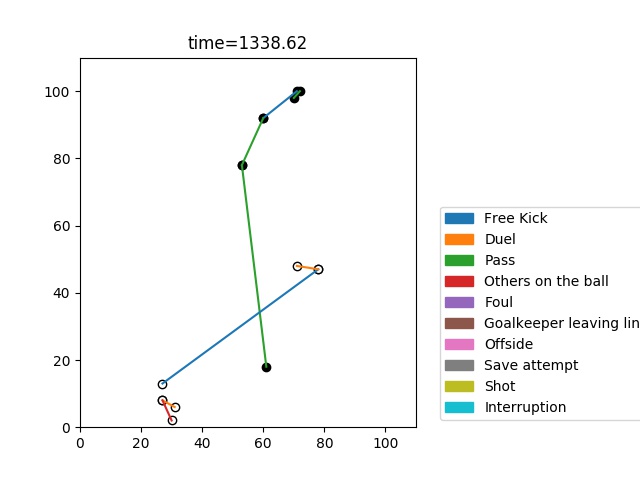 time=1338.62
100
80
60
40
20
0
0 20 40 60 80 100
Free Kick
Duel
Pass
Others on the ball
Foul
Goalkeeper leaving lin
Offside
Save attempt
Shot
Interruption